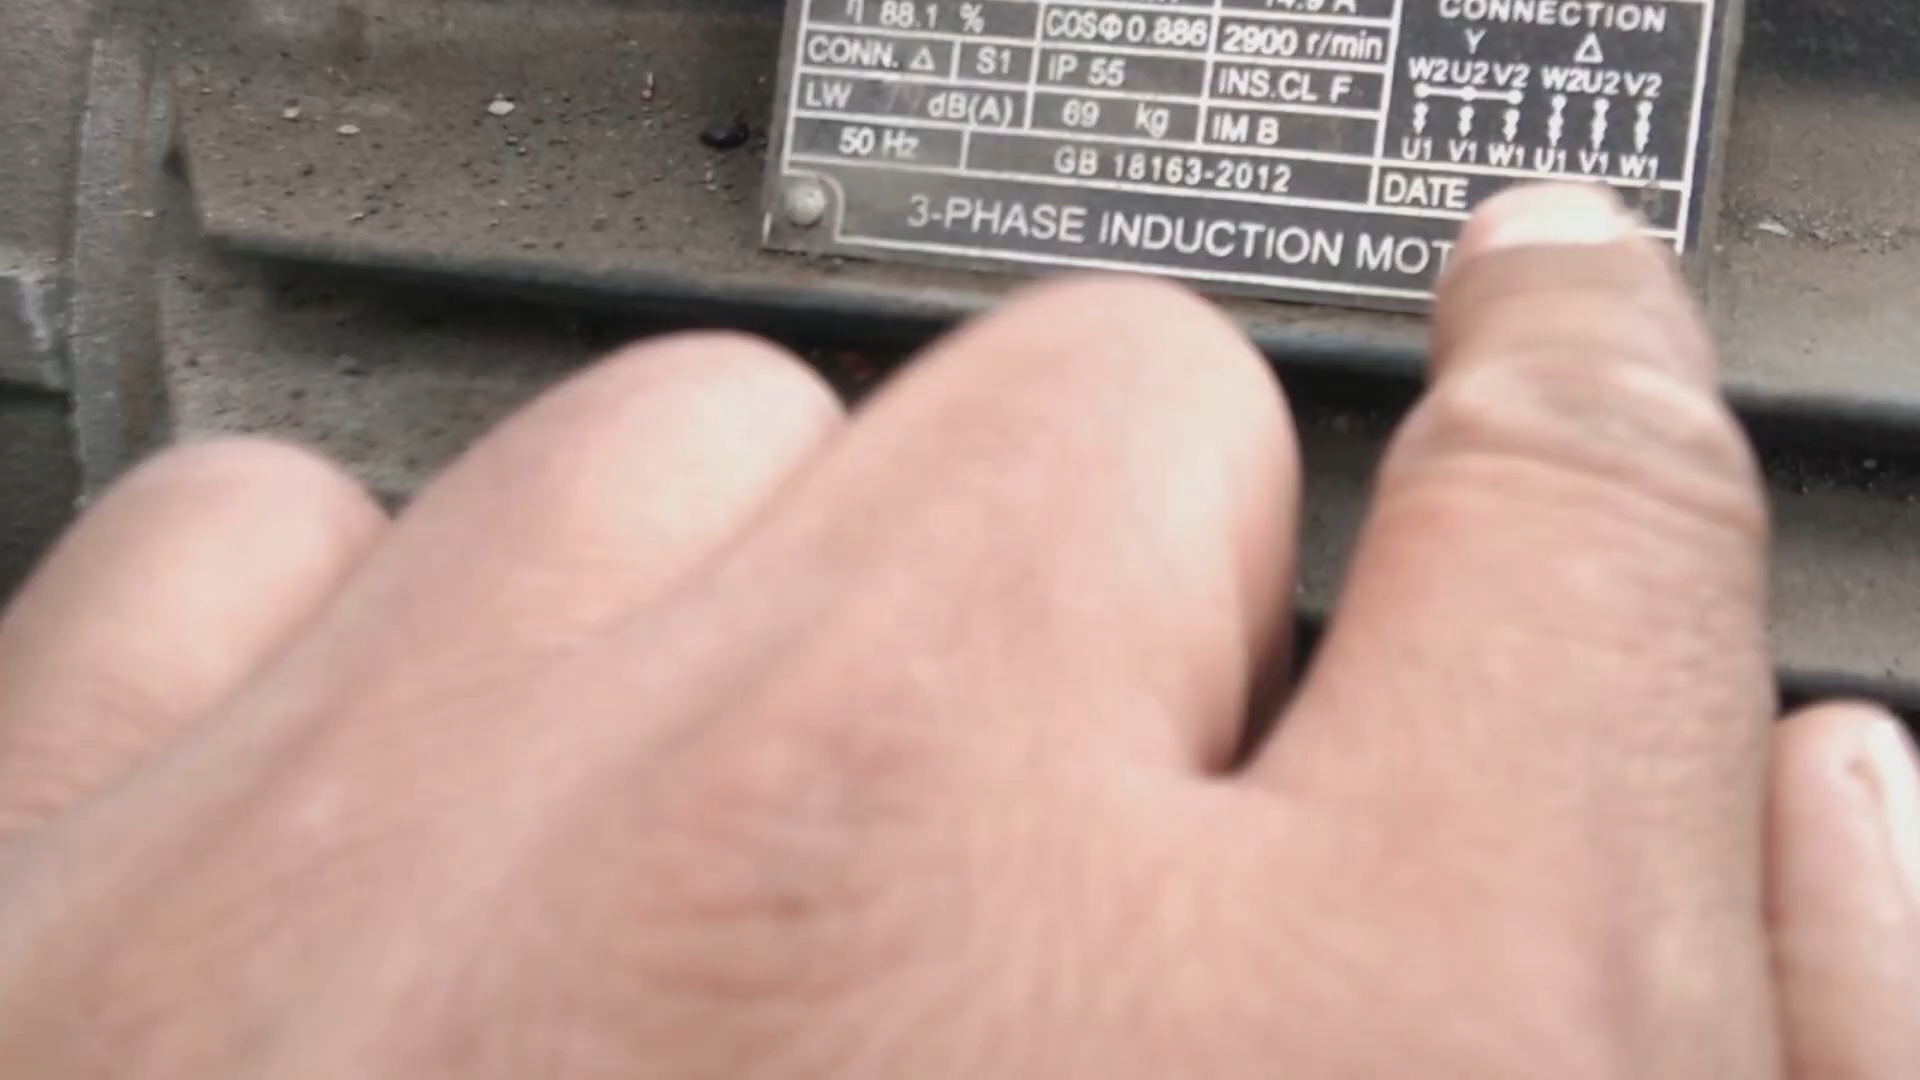 η 88.1 % COSΦ 0.886 2900 r/min
CONN. Δ S1 IP 55 INS.CL F
LW dB(A) 69 kg IM B
50 Hz GB 18163-2012 DATE
3-PHASE INDUCTION MOT
CONNECTION
Y Δ
W2 U2 V2 W2 U2 V2
U1 V1 W1 U1 V1 W1